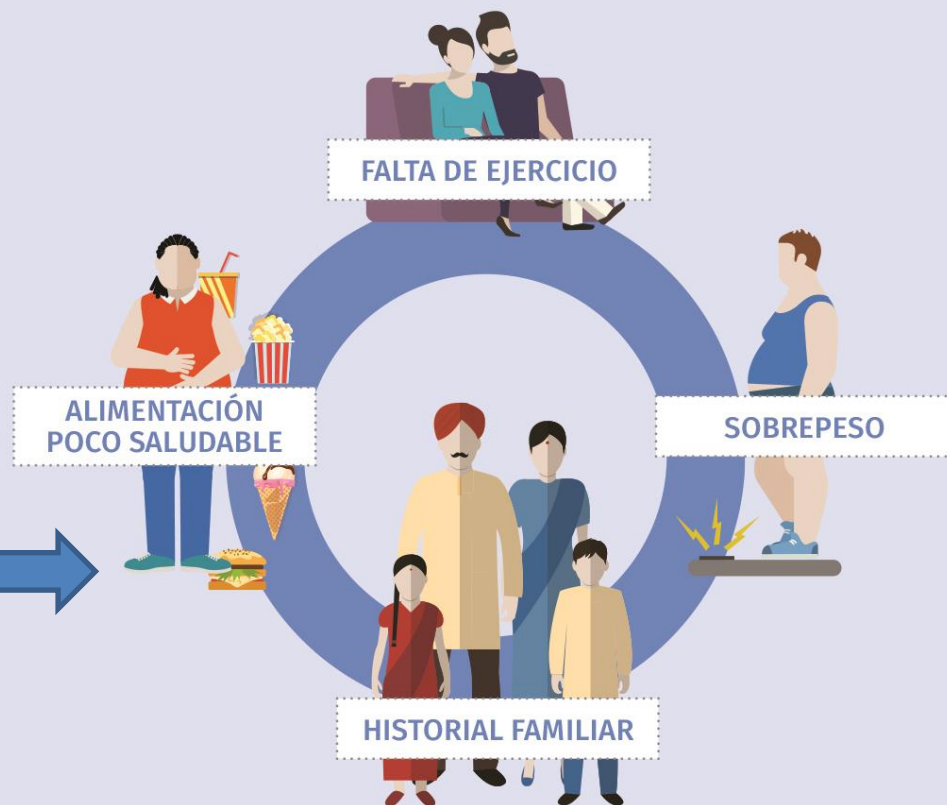 FALTA DE EJERCICIO
ALIMENTACIÓN
POCO SALUDABLE
SOBREPESO
HISTORIAL FAMILIAR